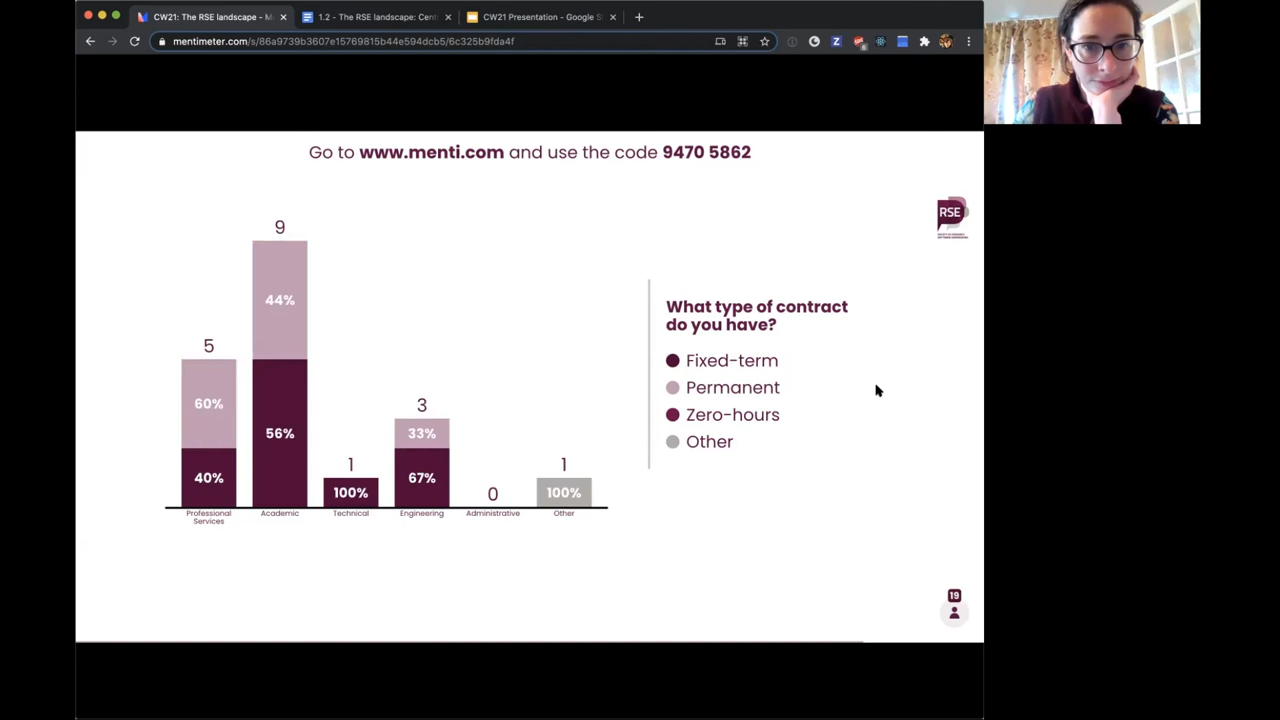 CW21: The RSE landscape - M
1.2 - The RSE landscape: Cent
CW21 Presentation - Google S
mentimeter.com/s/86a9739b3607e15769815b44e594dcb5/6c325b9fda4f
Go to www.menti.com and use the code 9470 5862
RSE
9
44%
56%
5
60%
40%
1
100%
3
33%
67%
0
1
100%
Professional
Services
Academic
Technical
Engineering
Administrative
Other
What type of contract
do you have?
Fixed-term
Permanent
Zero-hours
Other
19